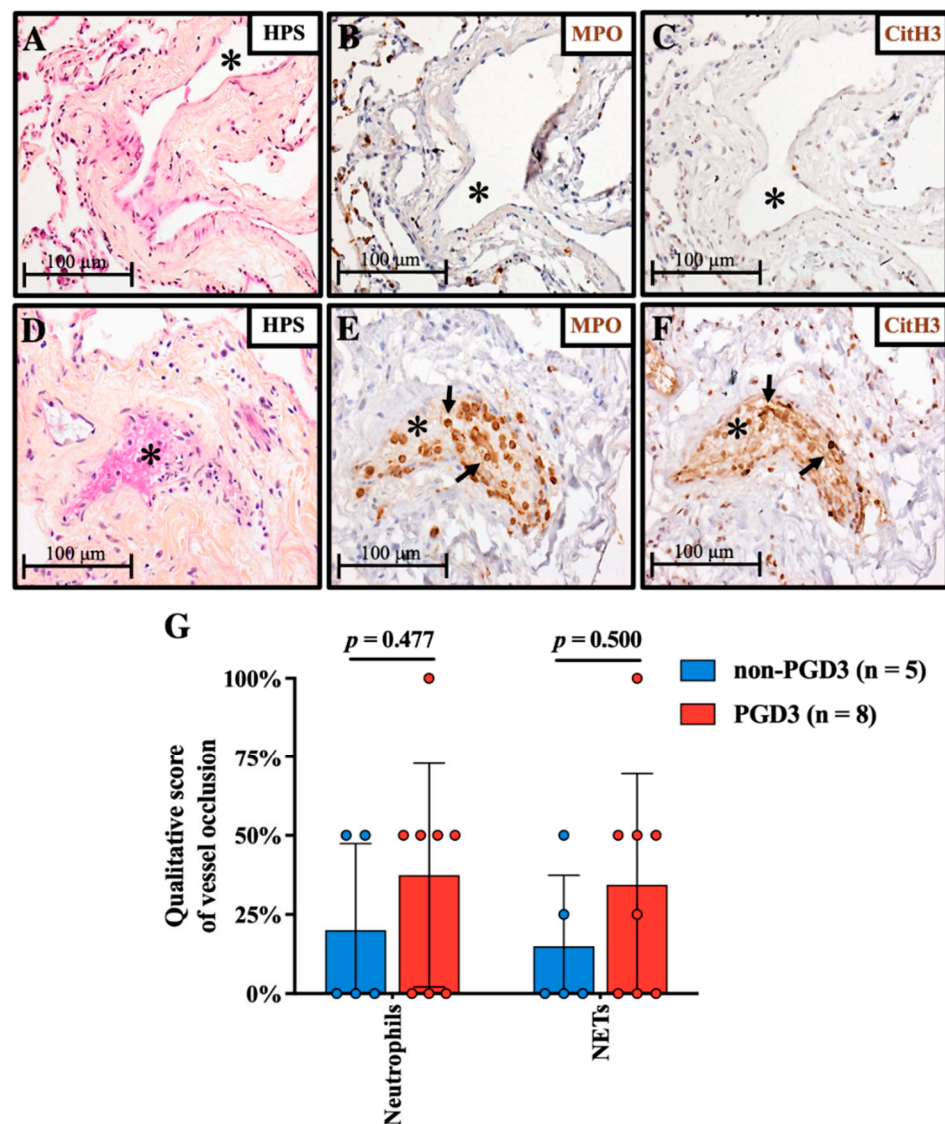 A HPS
B MPO
C CitH3
100 µm
100 µm
100 µm
D HPS
E MPO
F CitH3
100 µm
100 µm
100 µm
G
p = 0.477
p = 0.500
non-PGD3 (n = 5)
PGD3 (n = 8)
Qualitative score
of vessel occlusion
100%
75%
50%
25%
0%
Neutrophils
NETs